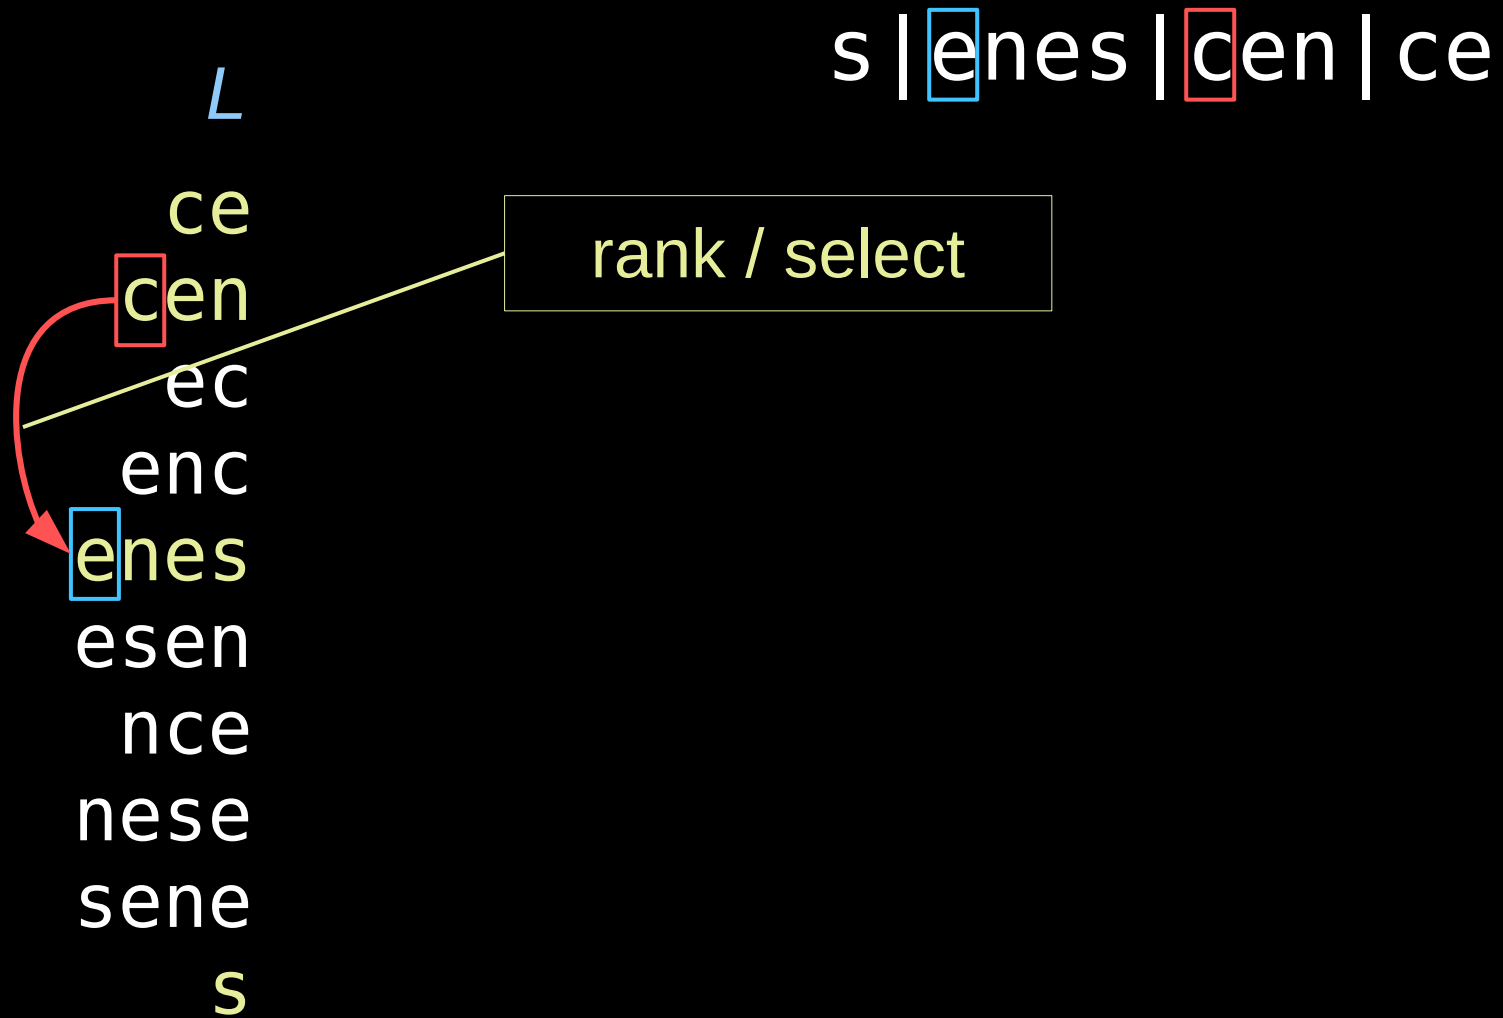 s|enes|cen|ce
L
ce
cen
rank / select
ec
enc
enes
esen
nce
nese
sene
s